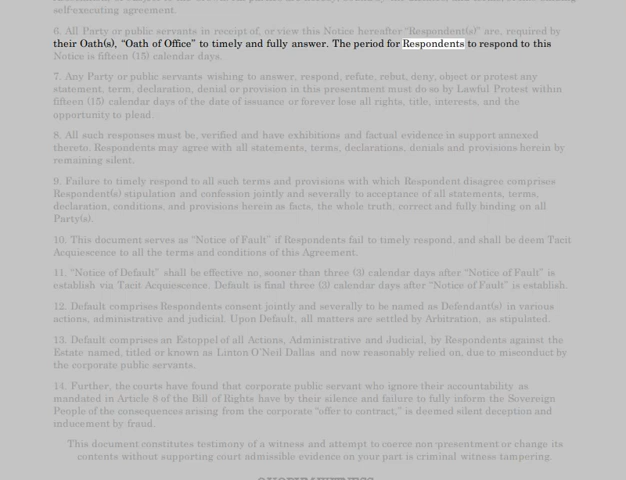 self-executing agreement.
6. All Party or public servants in receipt of, or view this Notice hereafter "Respondent(s)" are, required by
their Oath(s), "Oath of Office" to timely and fully answer. The period for Respondents to respond to this
Notice is fifteen (15) calendar days.
7. Any Party or public servants wishing to answer, respond, refute, rebut, deny, object or protest any
statement, term, declaration, denial or provision in this presentment must do so by Lawful Protest within
fifteen (15) calendar days of the date of issuance or forever lose all rights, title, interests, and the
opportunity to plead.
8. All such responses must be, verified and have exhibitions and factual evidence in support annexed
thereto. Respondents may agree with all statements, terms, declarations, denials and provisions herein by
remaining silent.
9. Failure to timely respond to all such terms and provisions with which Respondent disagree comprises
Respondent(s) stipulation and confession jointly and severally to acceptance of all statements, terms,
declaration, conditions, and provisions herein as facts, the whole truth, correct and fully binding on all
Party(s).
10. This document serves as "Notice of Fault" if Respondents fail to timely respond, and shall be deem Tacit
Acquiescence to all the terms and conditions of this Agreement.
11. "Notice of Default" shall be effective no, sooner than three (3) calendar days after "Notice of Fault" is
establish via Tacit Acquiescence. Default is final three (3) calendar days after "Notice of Fault" is establish.
12. Default comprises Respondents consent jointly and severally to be named as Defendant(s) in various
actions, administrative and judicial. Upon Default, all matters are settled by Arbitration, as stipulated.
13. Default comprises an Estoppel of all Actions, Administrative and Judicial, by Respondents against the
Estate named, titled or known as Linton O'Neil Dallas and now reasonably relied on, due to misconduct by
the corporate public servants.
14. Further, the courts have found that corporate public servant who ignore their accountability as
mandated in Article 8 of the Bill of Rights have by their silence and failure to fully inform the Sovereign
People of the consequences arising from the corporate "offer to contract," is deemed silent deception and
inducement by fraud.
This document constitutes testimony of a witness and attempt to coerce non-presentment or change its
contents without supporting court admissible evidence on your part is criminal witness tampering.